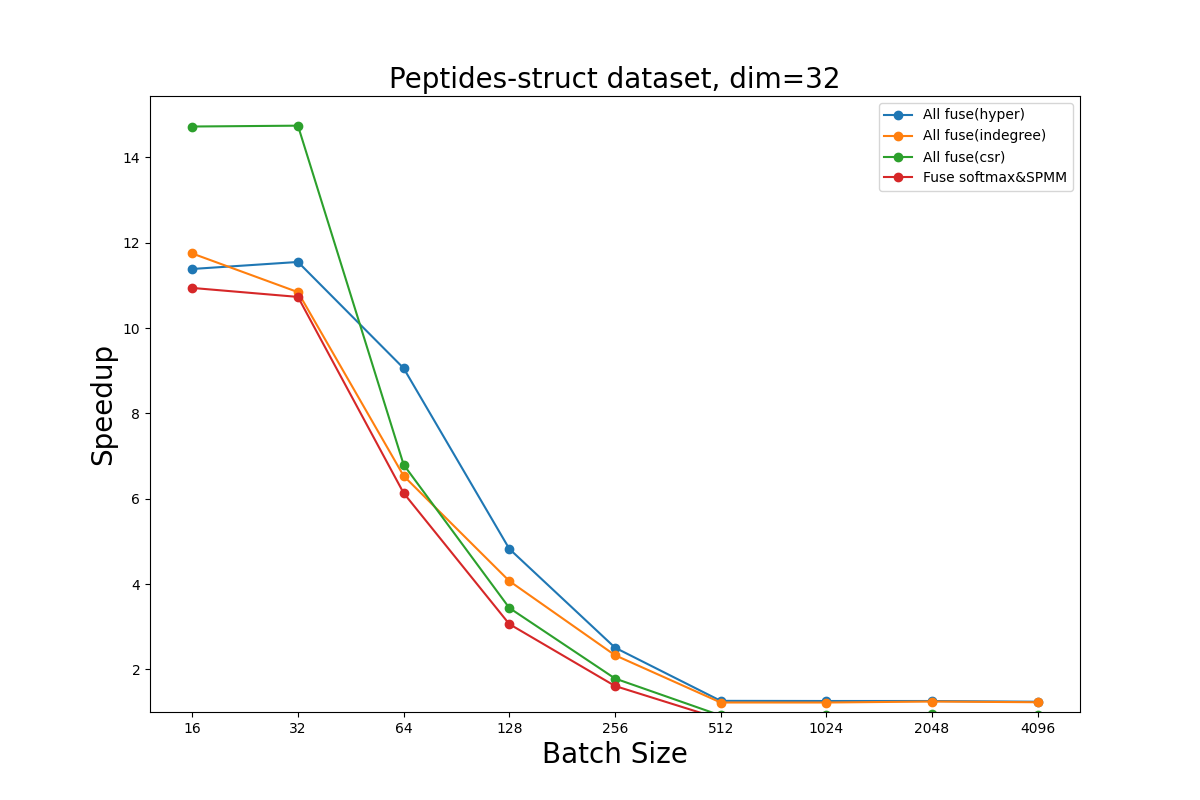 Peptides-struct dataset, dim=32
All fuse(hyper)
All fuse(indegree)
All fuse(csr)
Fuse softmax&SPMM
Speedup
14
12
10
8
6
4
2
16 32 64 128 256 512 1024 2048 4096
Batch Size